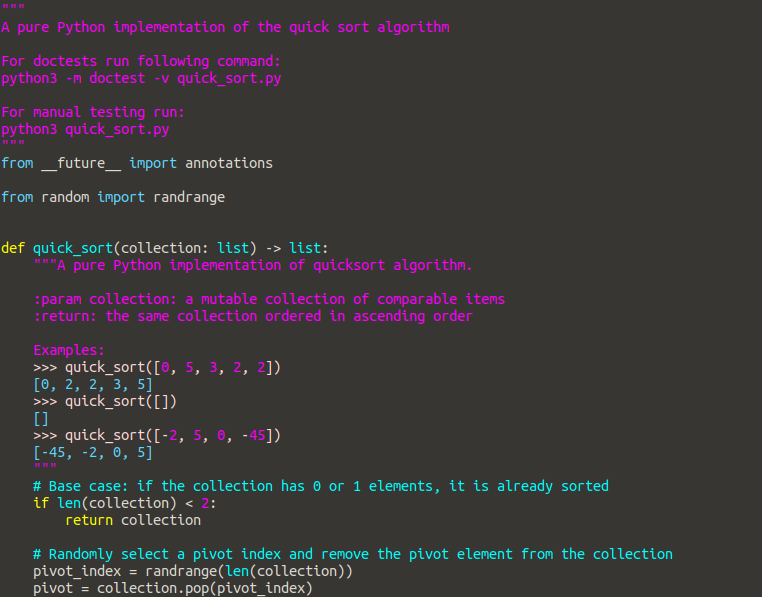 """
A pure Python implementation of the quick sort algorithm

For doctests run following command:
python3 -m doctest -v quick_sort.py

For manual testing run:
python3 quick_sort.py
"""
from __future__ import annotations

from random import randrange


def quick_sort(collection: list) -> list:
    """A pure Python implementation of quicksort algorithm.

    :param collection: a mutable collection of comparable items
    :return: the same collection ordered in ascending order

    Examples:
    >>> quick_sort([0, 5, 3, 2, 2])
    [0, 2, 2, 3, 5]
    >>> quick_sort([])
    []
    >>> quick_sort([-2, 5, 0, -45])
    [-45, -2, 0, 5]
    """
    # Base case: if the collection has 0 or 1 elements, it is already sorted
    if len(collection) < 2:
        return collection

    # Randomly select a pivot index and remove the pivot element from the collection
    pivot_index = randrange(len(collection))
    pivot = collection.pop(pivot_index)